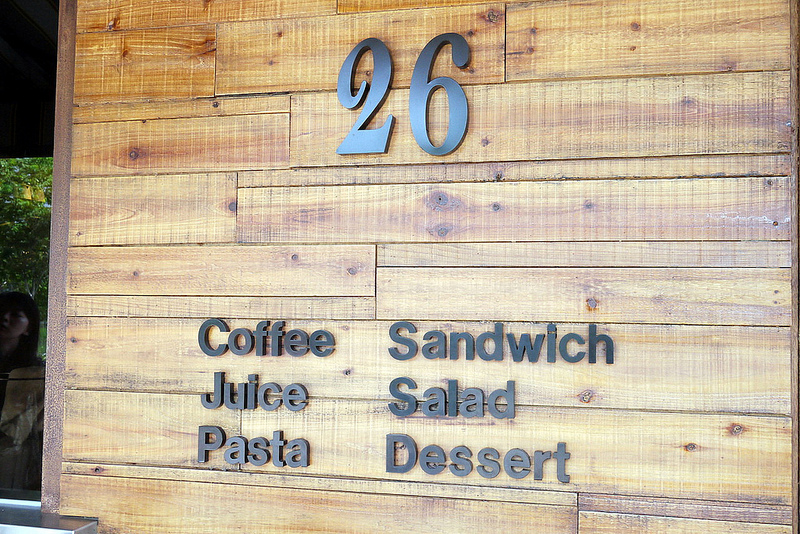 26
Coffee Sandwich
Juice Salad
Pasta Dessert